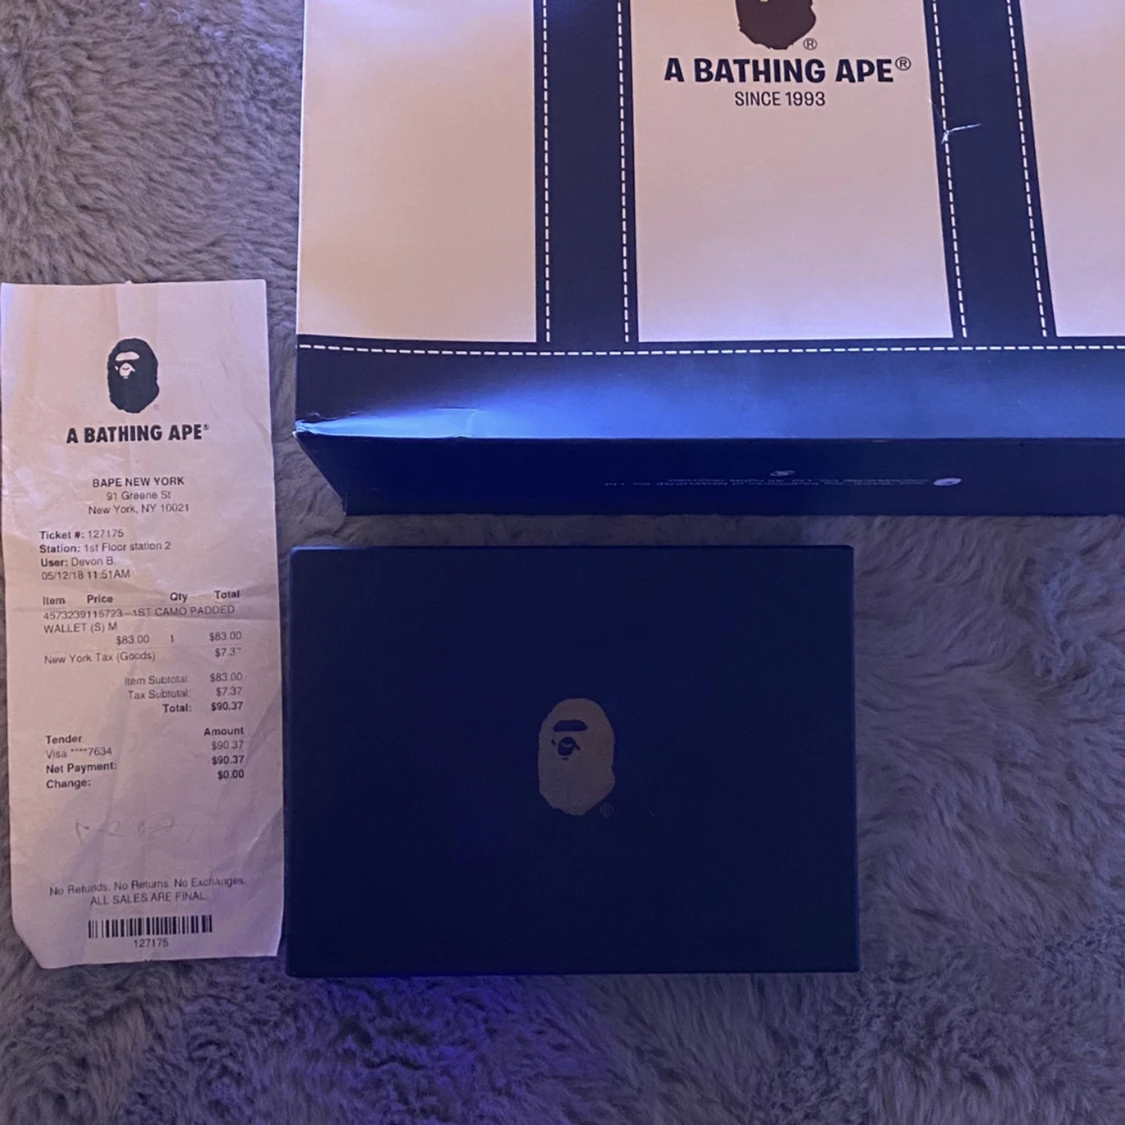 A BATHING APE®
SINCE 1993
A BATHING APE®
BAPE NEW YORK
91 Greene St
New York, NY 10021
Ticket #: 127175
Station: 1st Floor station 2
User: Devon B.
05/12/18 11:51AM
Item Price Qty Total
4573239115723-1ST CAMO PADDED
WALLET (S) M
$83.00 1 $83.00
New York Tax (Goods)
Item Subtotal: $83.00
Tax Subtotal: $7.37
Total: $90.37
Tender Amount
Visa ****7634 $90.37
Net Payment: $90.37
Change: $0.00
No Refunds. No Returns. No Exchanges.
ALL SALES ARE FINAL.
127175